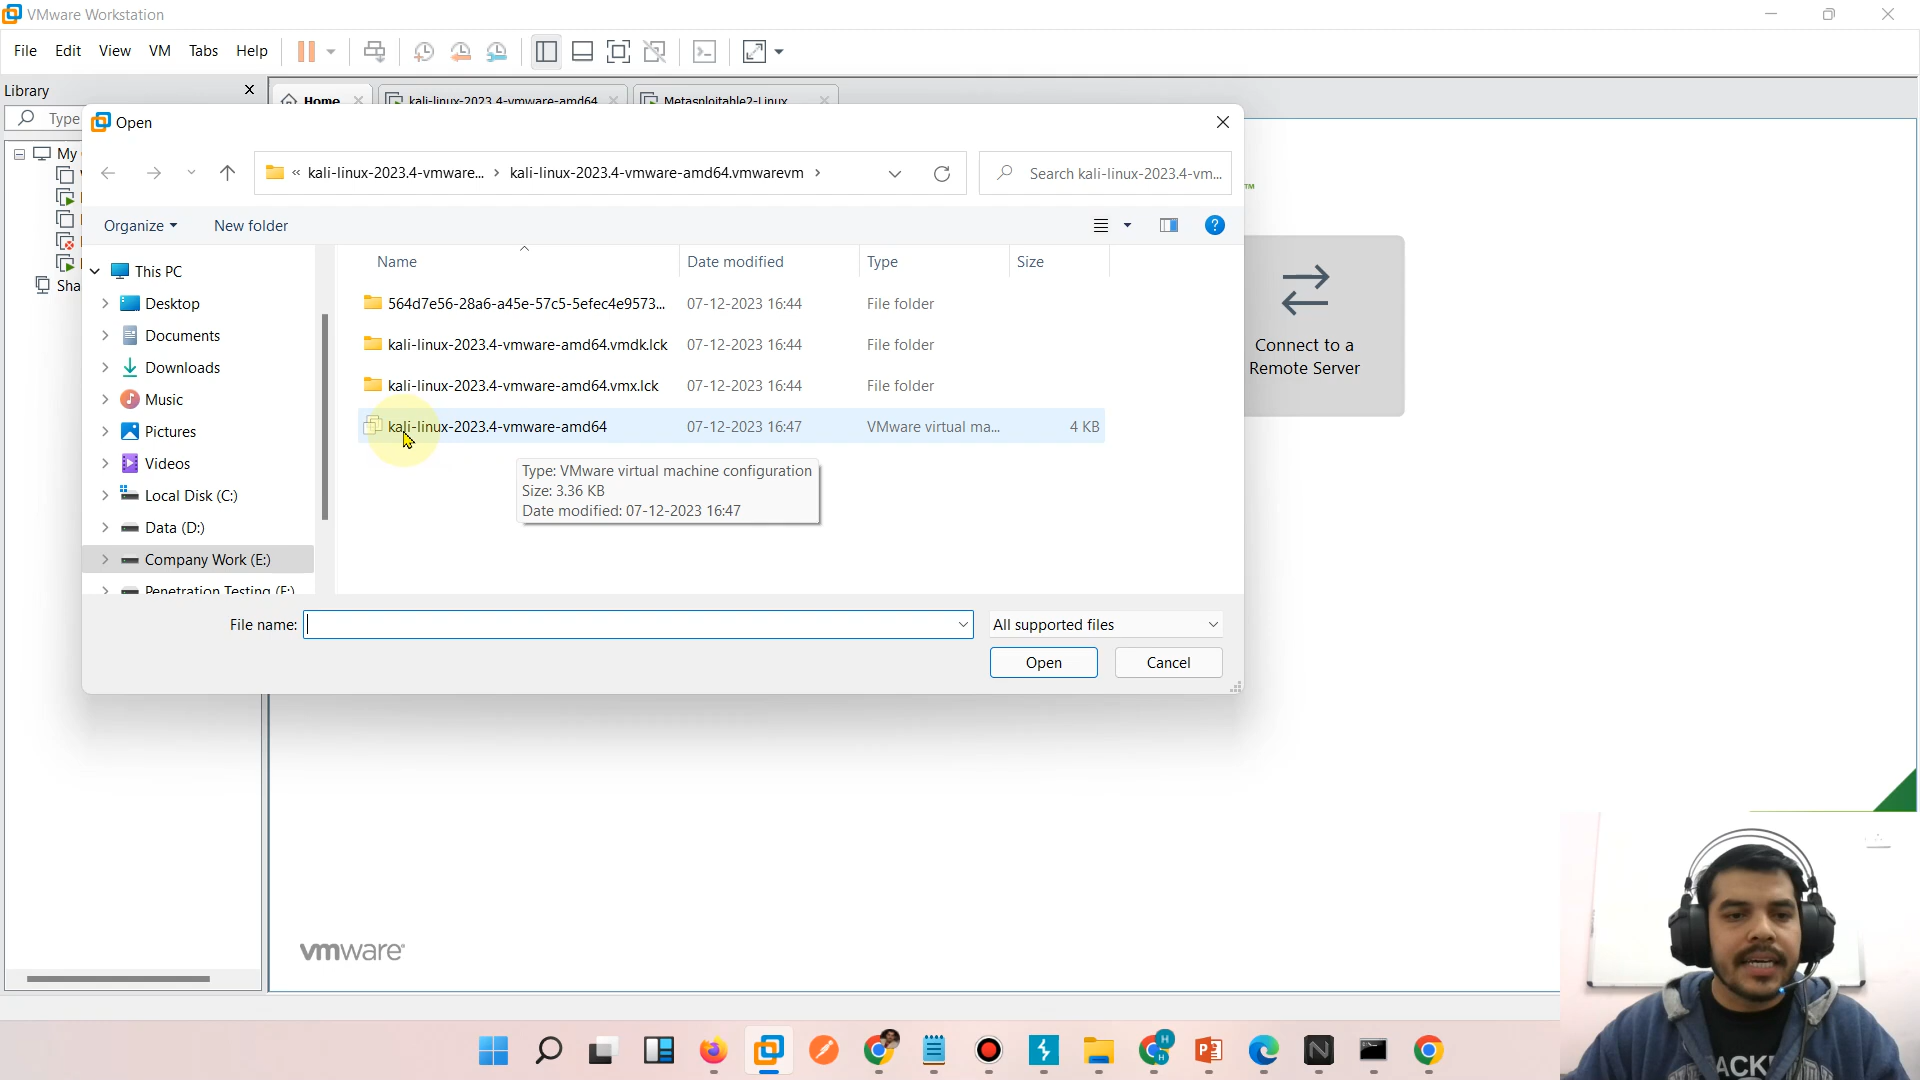 VMware Workstation
File Edit View VM Tabs Help
Library
Home kali-linux-2023.4-vmware-amd64 Metasploitable2-Linux
Type
Open
My
Sha
« kali-linux-2023.4-vmware... › kali-linux-2023.4-vmware-amd64.vmwarevm ›
Search kali-linux-2023.4-vm...
Organize New folder
Name Date modified Type Size
564d7e56-28a6-a45e-57c5-5efec4e9573... 07-12-2023 16:44 File folder
kali-linux-2023.4-vmware-amd64.vmdk.lck 07-12-2023 16:44 File folder
kali-linux-2023.4-vmware-amd64.vmx.lck 07-12-2023 16:44 File folder
kali-linux-2023.4-vmware-amd64 07-12-2023 16:47 VMware virtual ma... 4 KB
Type: VMware virtual machine configuration
Size: 3.36 KB
Date modified: 07-12-2023 16:47
This PC
Desktop
Documents
Downloads
Music
Pictures
Videos
Local Disk (C:)
Data (D:)
Company Work (E:)
Penetration Testing (F:)
File name:
All supported files
Open Cancel
™
Connect to a
Remote Server
vmware®
ACK